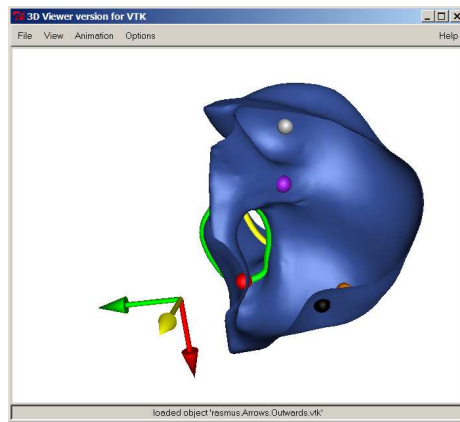 3D Viewer version for VTK
File View Animation Options Help
loaded object 'rasmus.Arrows.Outwards.vtk'